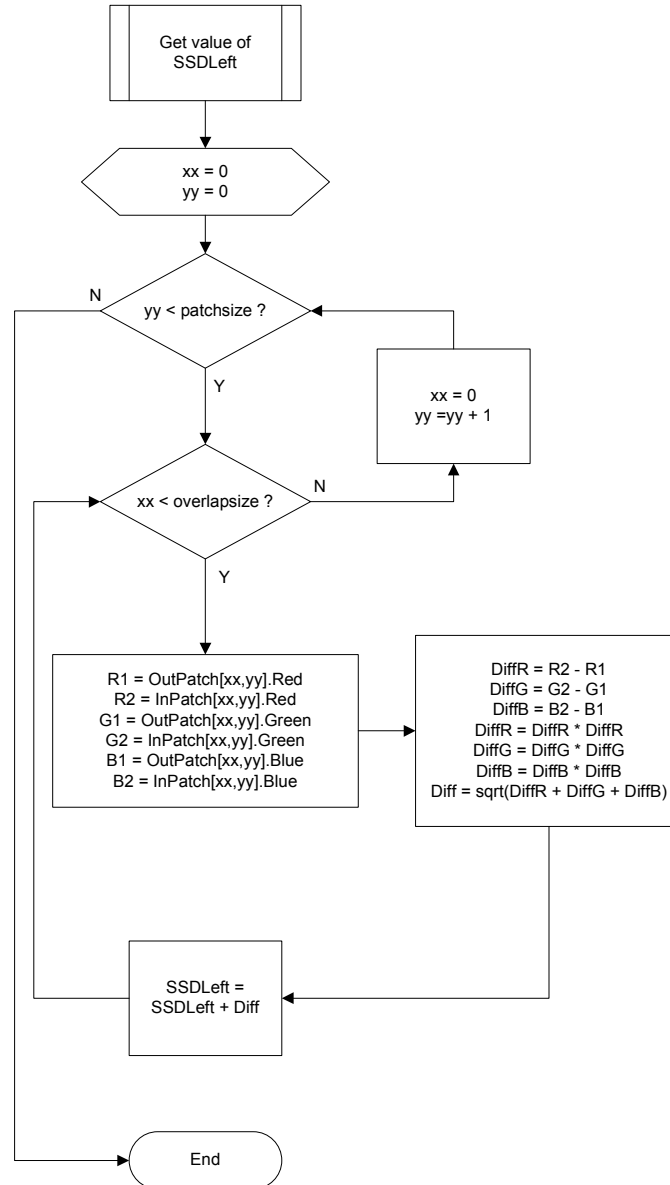 Get value of
SSDLeft
xx = 0
yy = 0
N
yy < patchsize ?
Y
xx = 0
yy =yy + 1
xx < overlapsize ?
N
Y
R1 = OutPatch[xx,yy].Red
R2 = InPatch[xx,yy].Red
G1 = OutPatch[xx,yy].Green
G2 = InPatch[xx,yy].Green
B1 = OutPatch[xx,yy].Blue
B2 = InPatch[xx,yy].Blue
DiffR = R2 - R1
DiffG = G2 - G1
DiffB = B2 - B1
DiffR = DiffR * DiffR
DiffG = DiffG * DiffG
DiffB = DiffB * DiffB
Diff = sqrt(DiffR + DiffG + DiffB)
SSDLeft =
SSDLeft + Diff
End